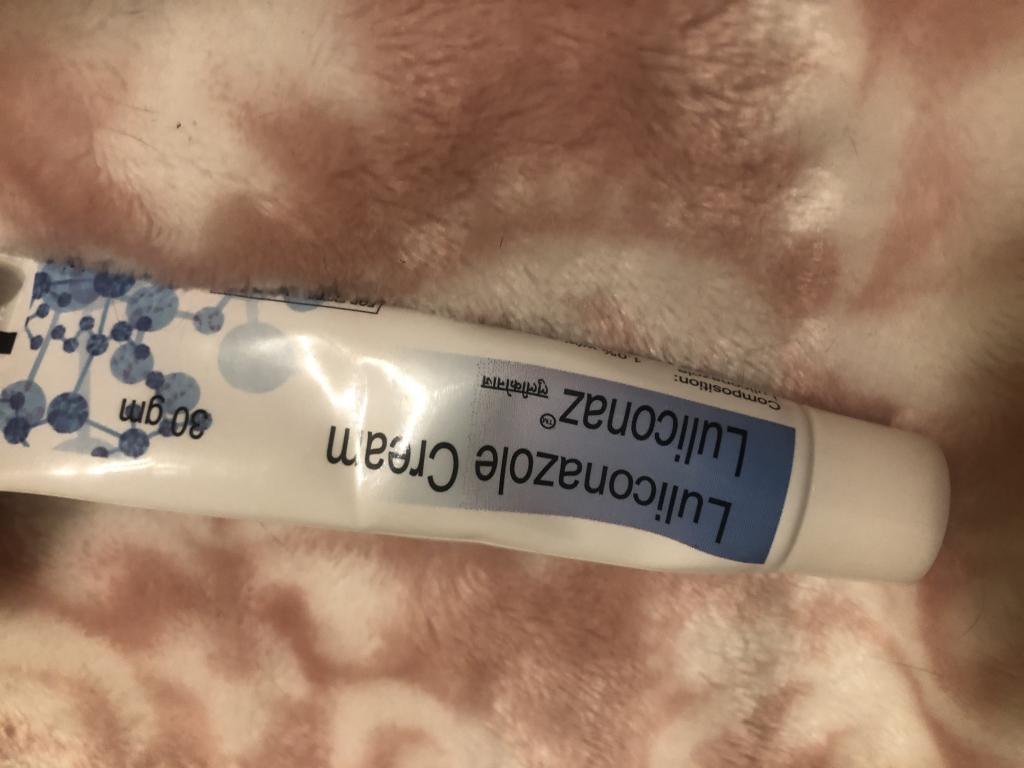 Luliconazole Cream
Luliconaz™
लुलीकोनाज़
30 gm
Composition: